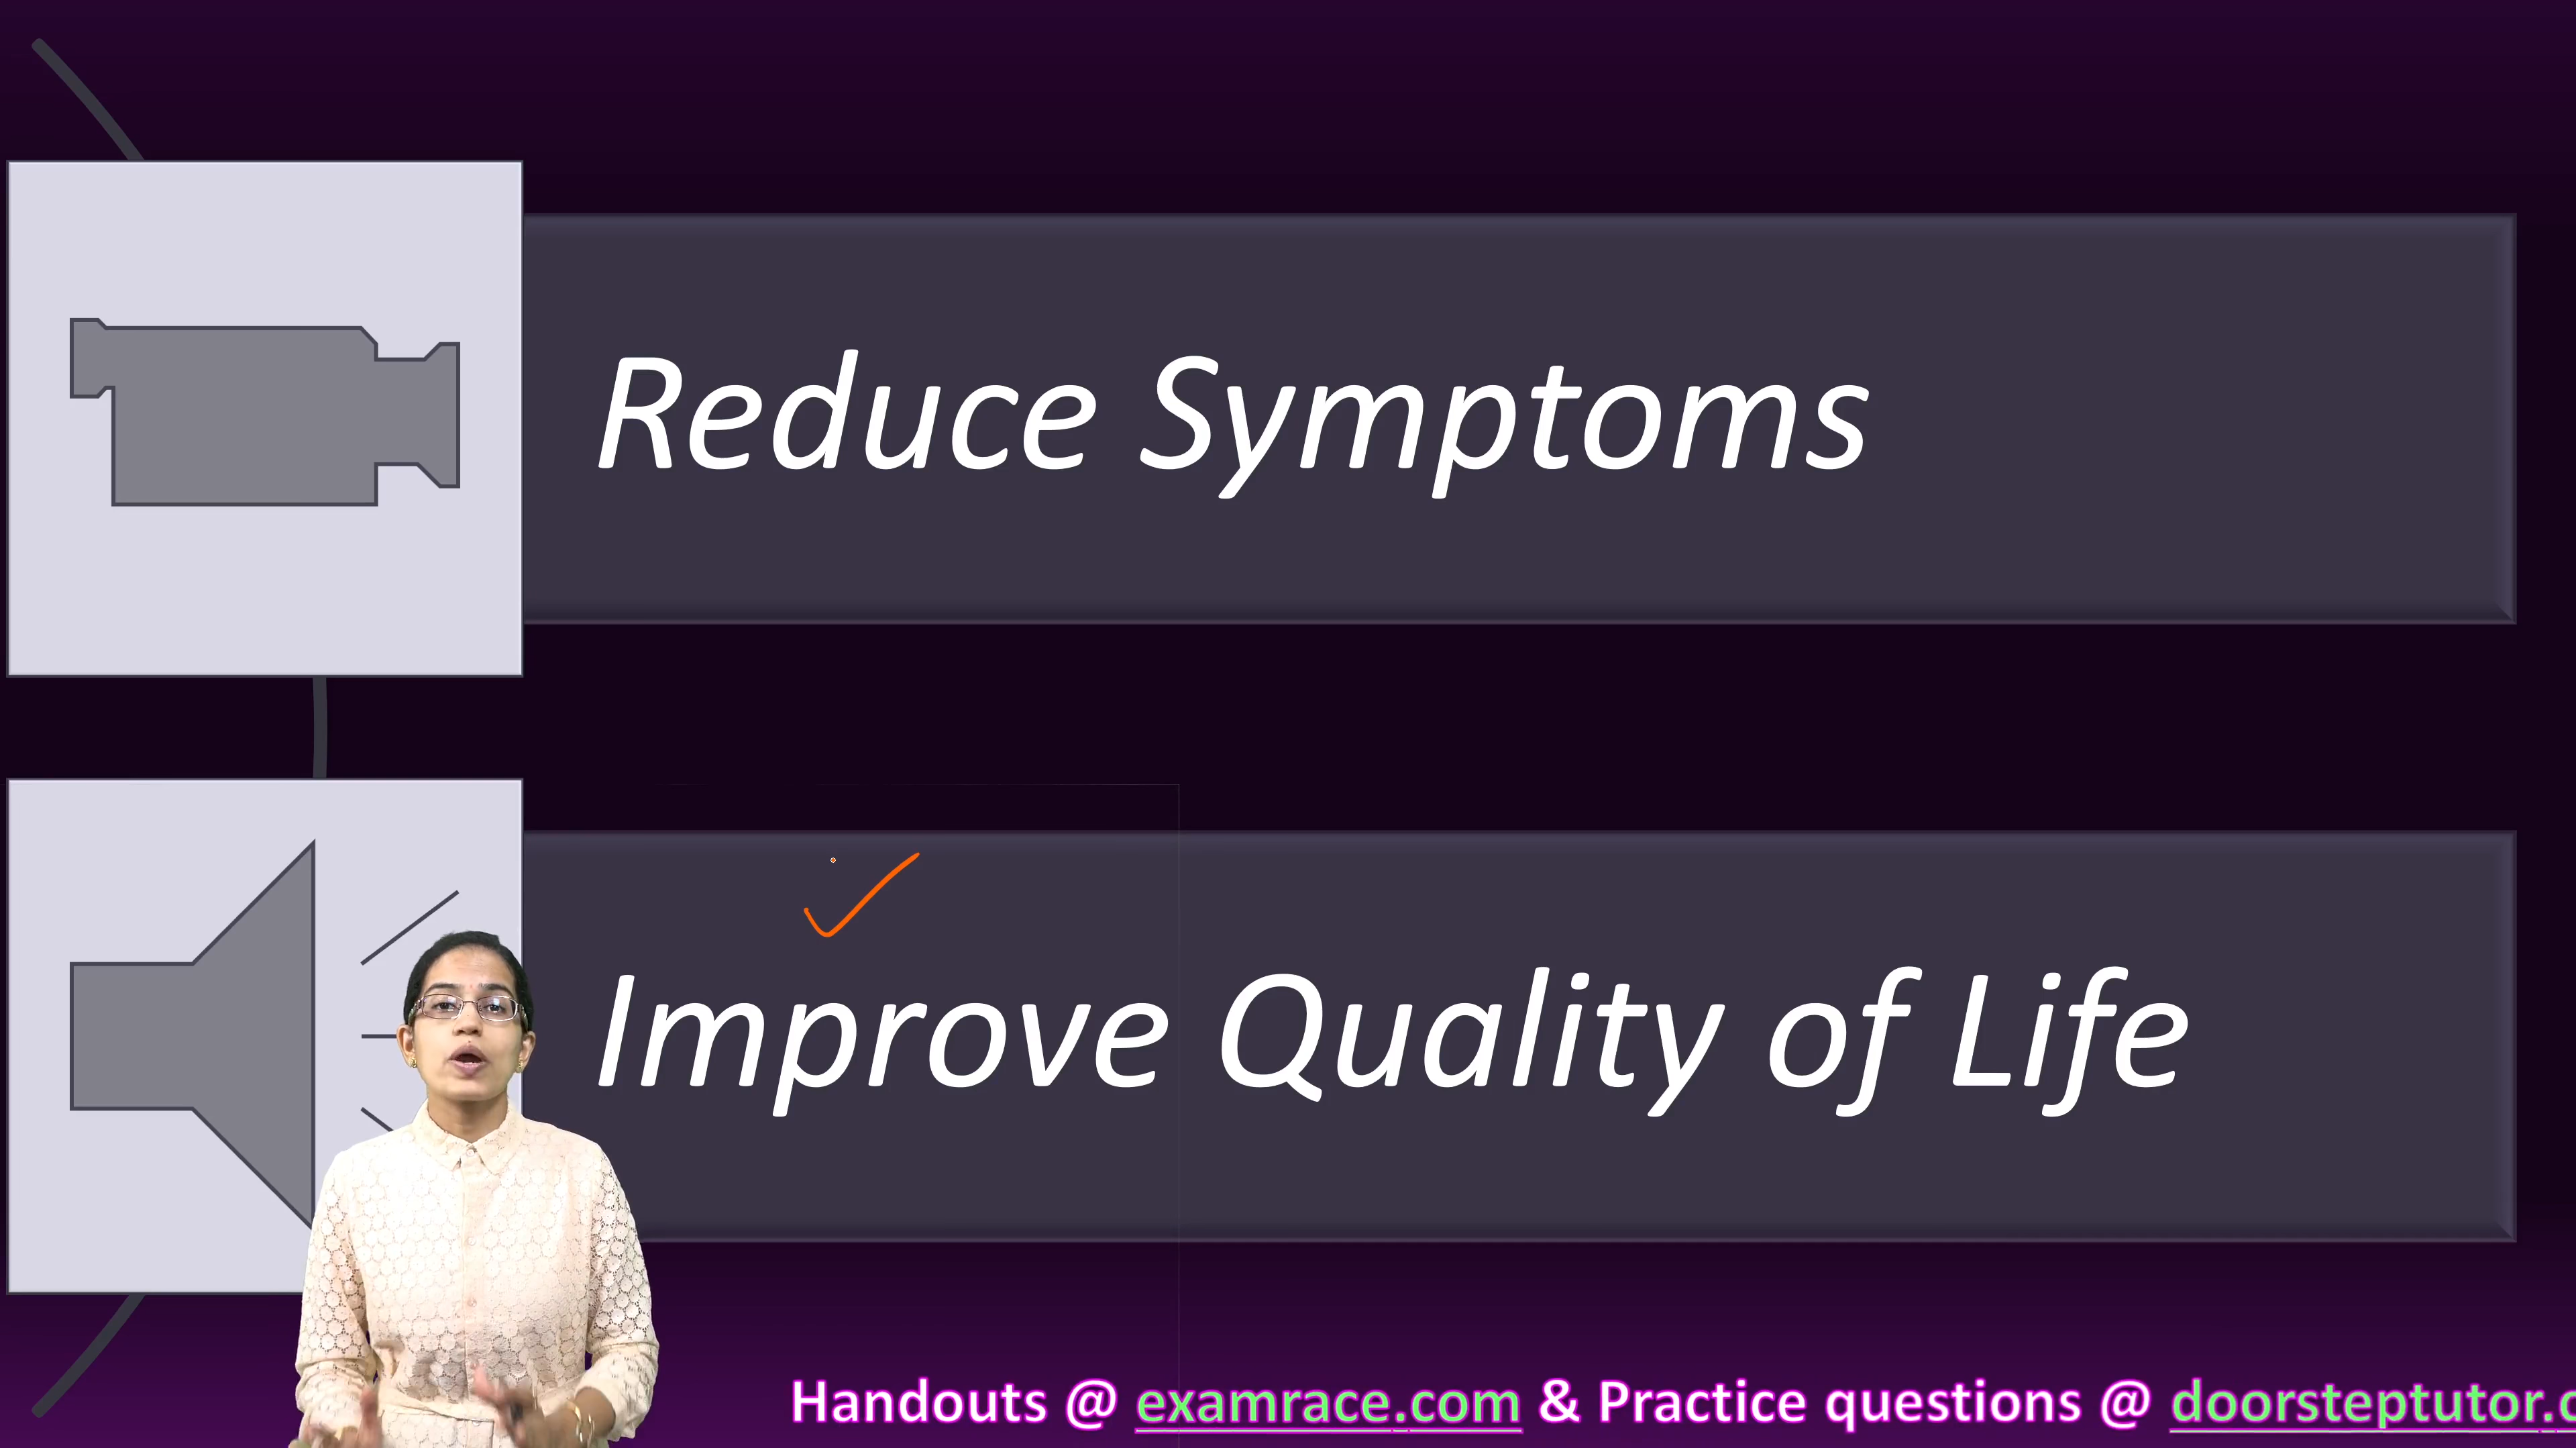 Reduce Symptoms
Improve Quality of Life
Handouts @ examrace.com & Practice questions @ doorsteptutor.c